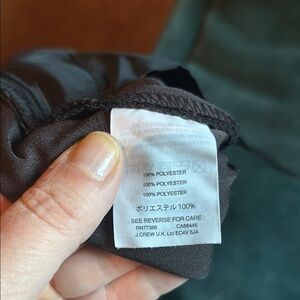 100% POLYESTER
100% POLYESTER
100% POLYESTER
ポリエステル 100%
SEE REVERSE FOR CARE
RN77388 CA56445
J.CREW U.K. Ltd EC4V 6JA